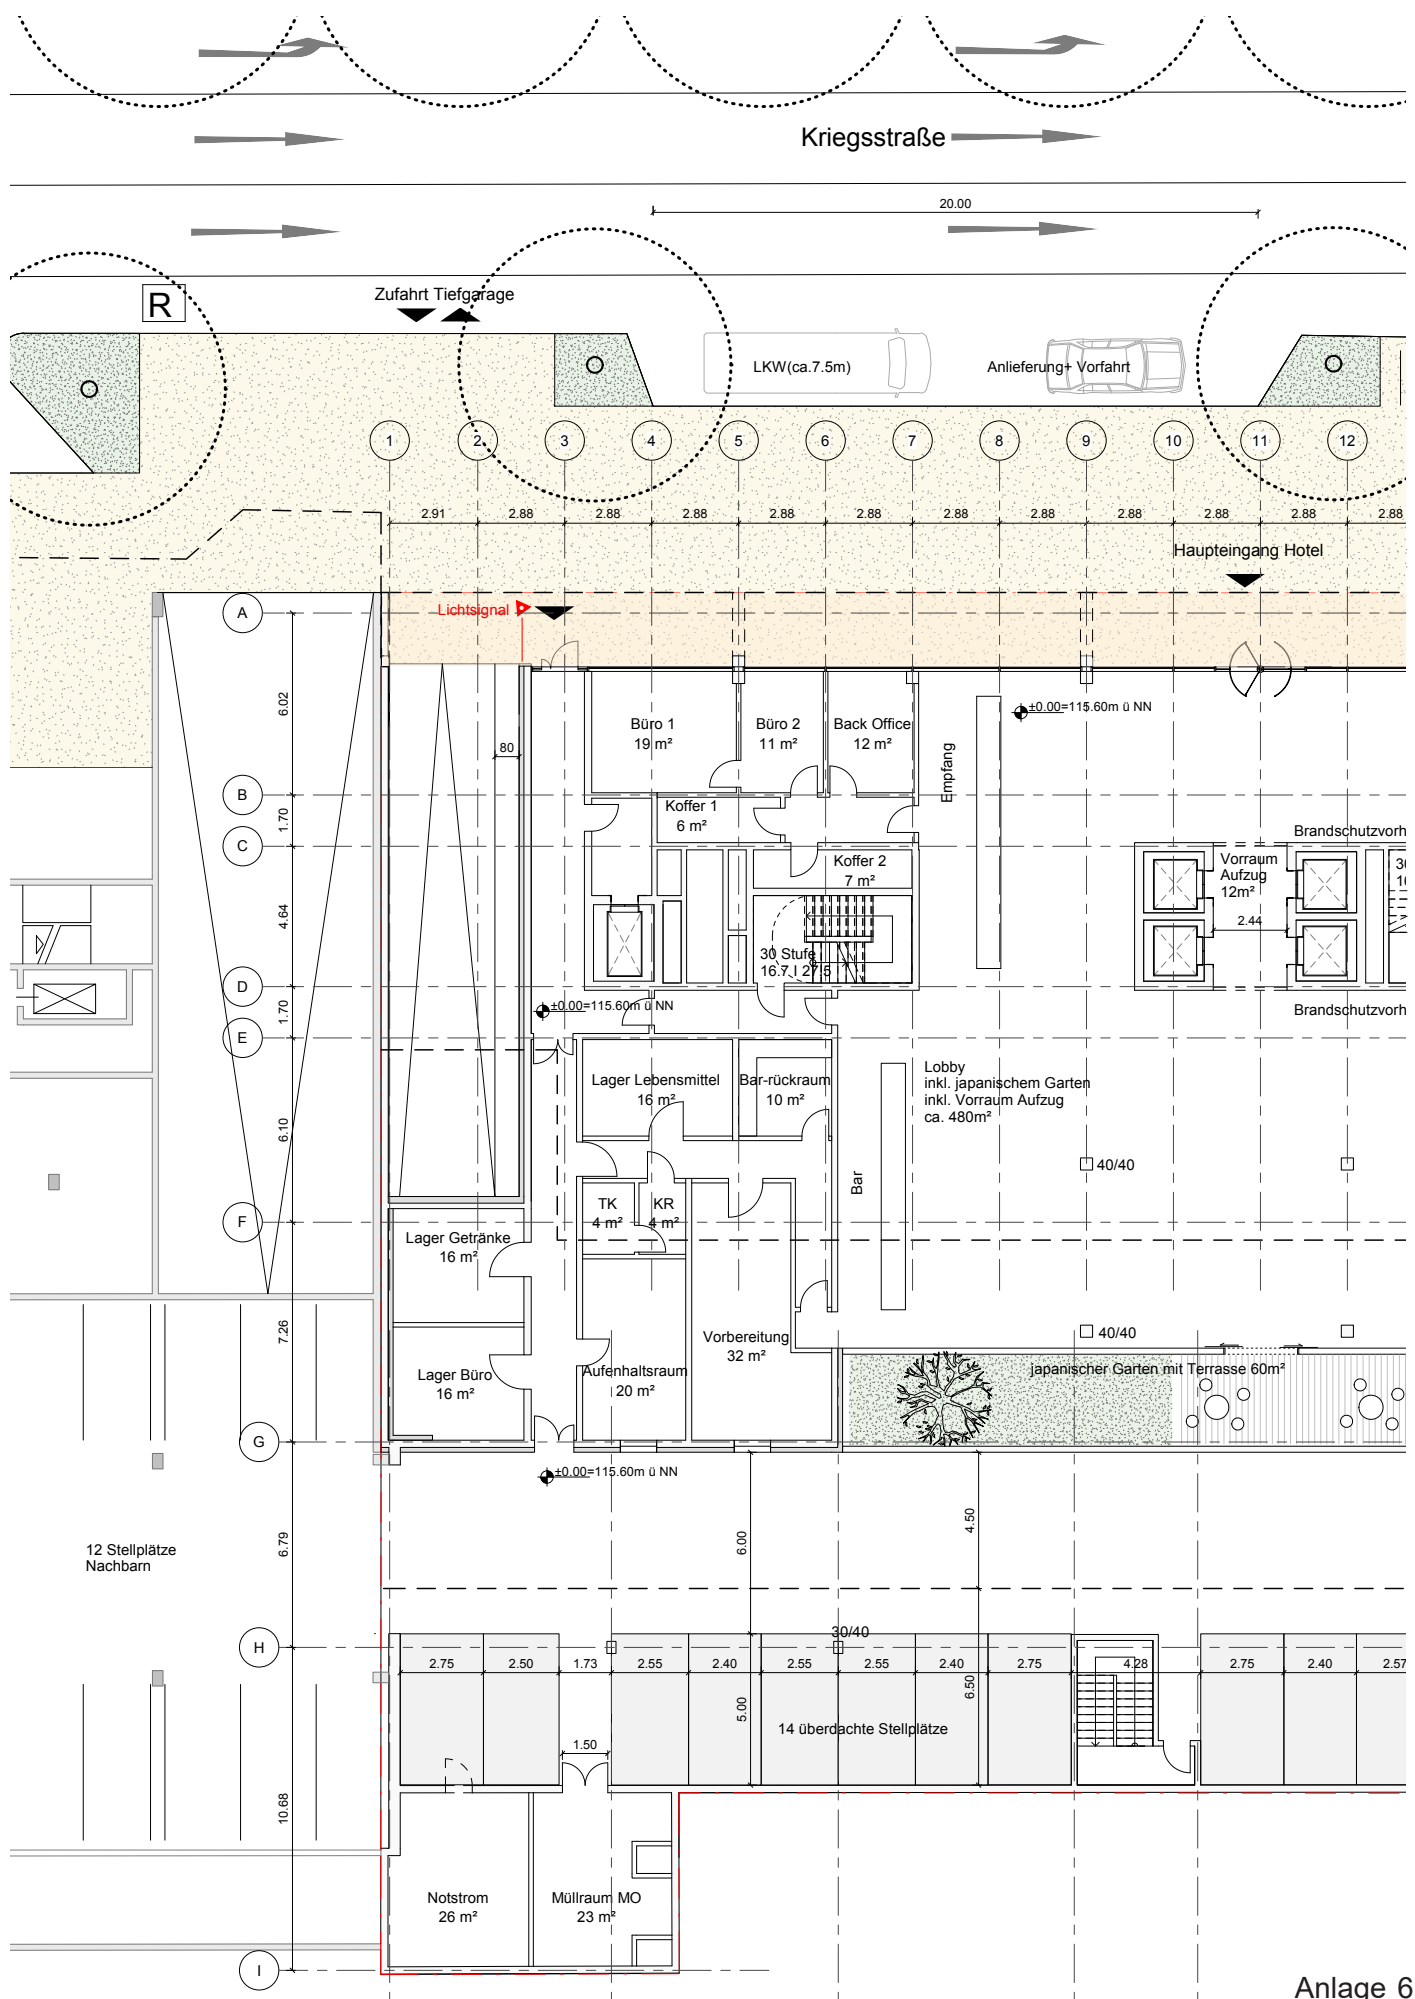 Kriegsstraße
20.00
R
Zufahrt Tiefgarage
LKW(ca.7.5m)
Anlieferung+ Vorfahrt
1 2 3 4 5 6 7 8 9 10 11 12
2.91 2.88 2.88 2.88 2.88 2.88 2.88 2.88 2.88 2.88 2.88 2.88
Haupteingang Hotel
A
Lichtsignal
6.02
Büro 1
19 m²
Büro 2
11 m²
Back Office
12 m²
±0.00=115.60m ü NN
80
Empfang
B
Koffer 1
6 m²
1.70
C
Brandschutzvorh
Koffer 2
7 m²
Vorraum
Aufzug
12m²
4.64
2.44
30 Stufe
16.7 I 27.5
D
±0.00=115.60m ü NN
1.70
Brandschutzvorh
E
Lager Lebensmittel
16 m²
Bar-rückraum
10 m²
Lobby
inkl. japanischem Garten
inkl. Vorraum Aufzug
ca. 480m²
6.10
40/40
Bar
TK
4 m²
KR
4 m²
F
Lager Getränke
16 m²
7.26
Vorbereitung
32 m²
40/40
Lager Büro
16 m²
Aufenhaltsraum
20 m²
japanischer Garten mit Terrasse 60m²
G
±0.00=115.60m ü NN
6.79
12 Stellplätze
Nachbarn
6.00
4.50
H
30/40
2.75 2.50 1.73 2.55 2.40 2.55 2.55 2.40 2.75 4.28 2.75 2.40 2.57
5.00
6.50
14 überdachte Stellplätze
1.50
10.68
Notstrom
26 m²
Müllraum MO
23 m²
I
Anlage 6